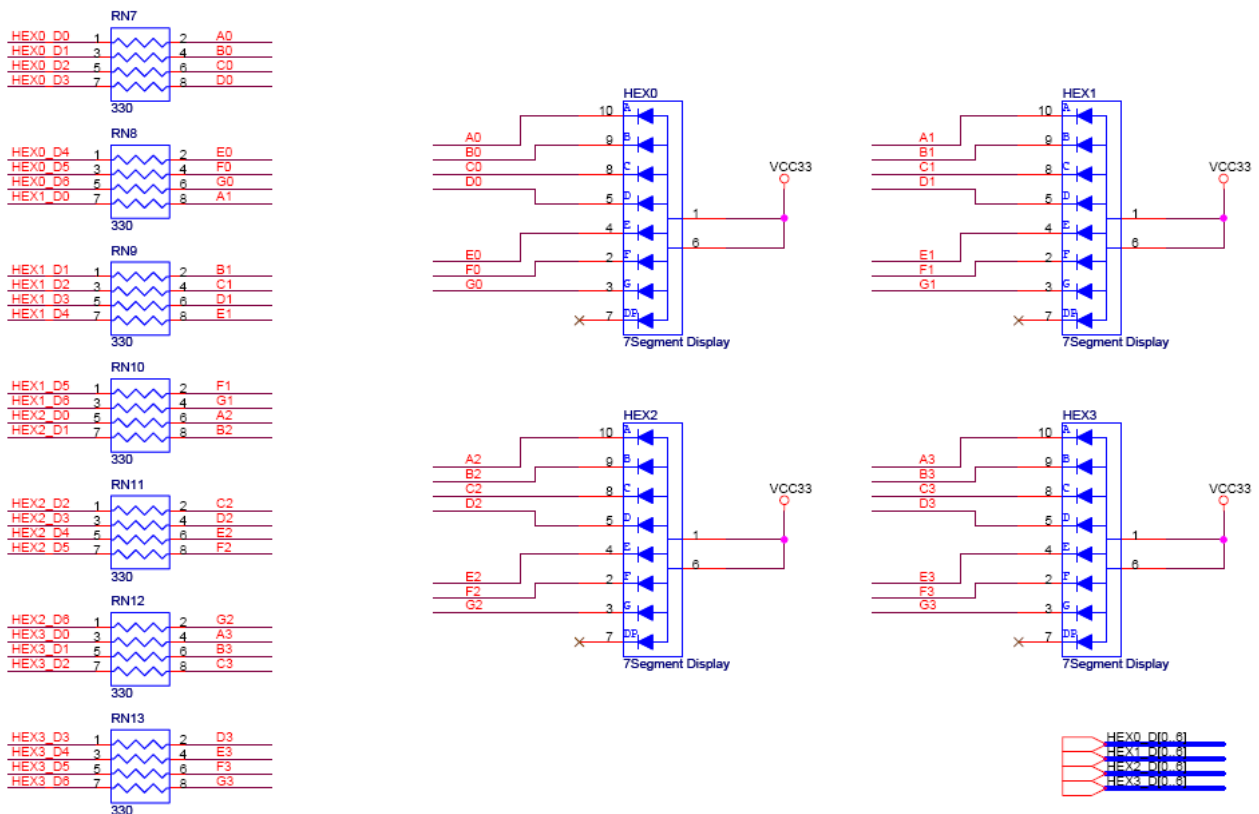 RN7
HEX0_D0 1 2 A0
HEX0_D1 3 4 B0
HEX0_D2 5 6 C0
HEX0_D3 7 8 D0
330
RN8
HEX0_D4 1 2 E0
HEX0_D5 3 4 F0
HEX0_D6 5 6 G0
HEX1_D0 7 8 A1
330
RN9
HEX1_D1 1 2 B1
HEX1_D2 3 4 C1
HEX1_D3 5 6 D1
HEX1_D4 7 8 E1
330
RN10
HEX1_D5 1 2 F1
HEX1_D6 3 4 G1
HEX2_D0 5 6 A2
HEX2_D1 7 8 B2
330
RN11
HEX2_D2 1 2 C2
HEX2_D3 3 4 D2
HEX2_D4 5 6 E2
HEX2_D5 7 8 F2
330
RN12
HEX2_D6 1 2 G2
HEX3_D0 3 4 A3
HEX3_D1 5 6 B3
HEX3_D2 7 8 C3
330
RN13
HEX3_D3 1 2 D3
HEX3_D4 3 4 E3
HEX3_D5 5 6 F3
HEX3_D6 7 8 G3
330
HEX0
10 A
A0
9 B
B0
C0 8 C
D0
5 D
1
VCC33
4 E
6
E0
2 F
F0
G0 3 G
7 DP
7Segment Display
HEX1
10 A
A1
9 B
B1
C1 8 C
D1
5 D
1
VCC33
4 E
6
E1
2 F
F1
G1 3 G
7 DP
7Segment Display
HEX2
10 A
A2
9 B
B2
C2 8 C
D2
5 D
1
VCC33
4 E
6
E2
2 F
F2
G2 3 G
7 DP
7Segment Display
HEX3
10 A
A3
9 B
B3
C3 8 C
D3
5 D
1
VCC33
4 E
6
E3
2 F
F3
G3 3 G
7 DP
7Segment Display
HEX0_D[0..6]
HEX1_D[0..6]
HEX2_D[0..6]
HEX3_D[0..6]